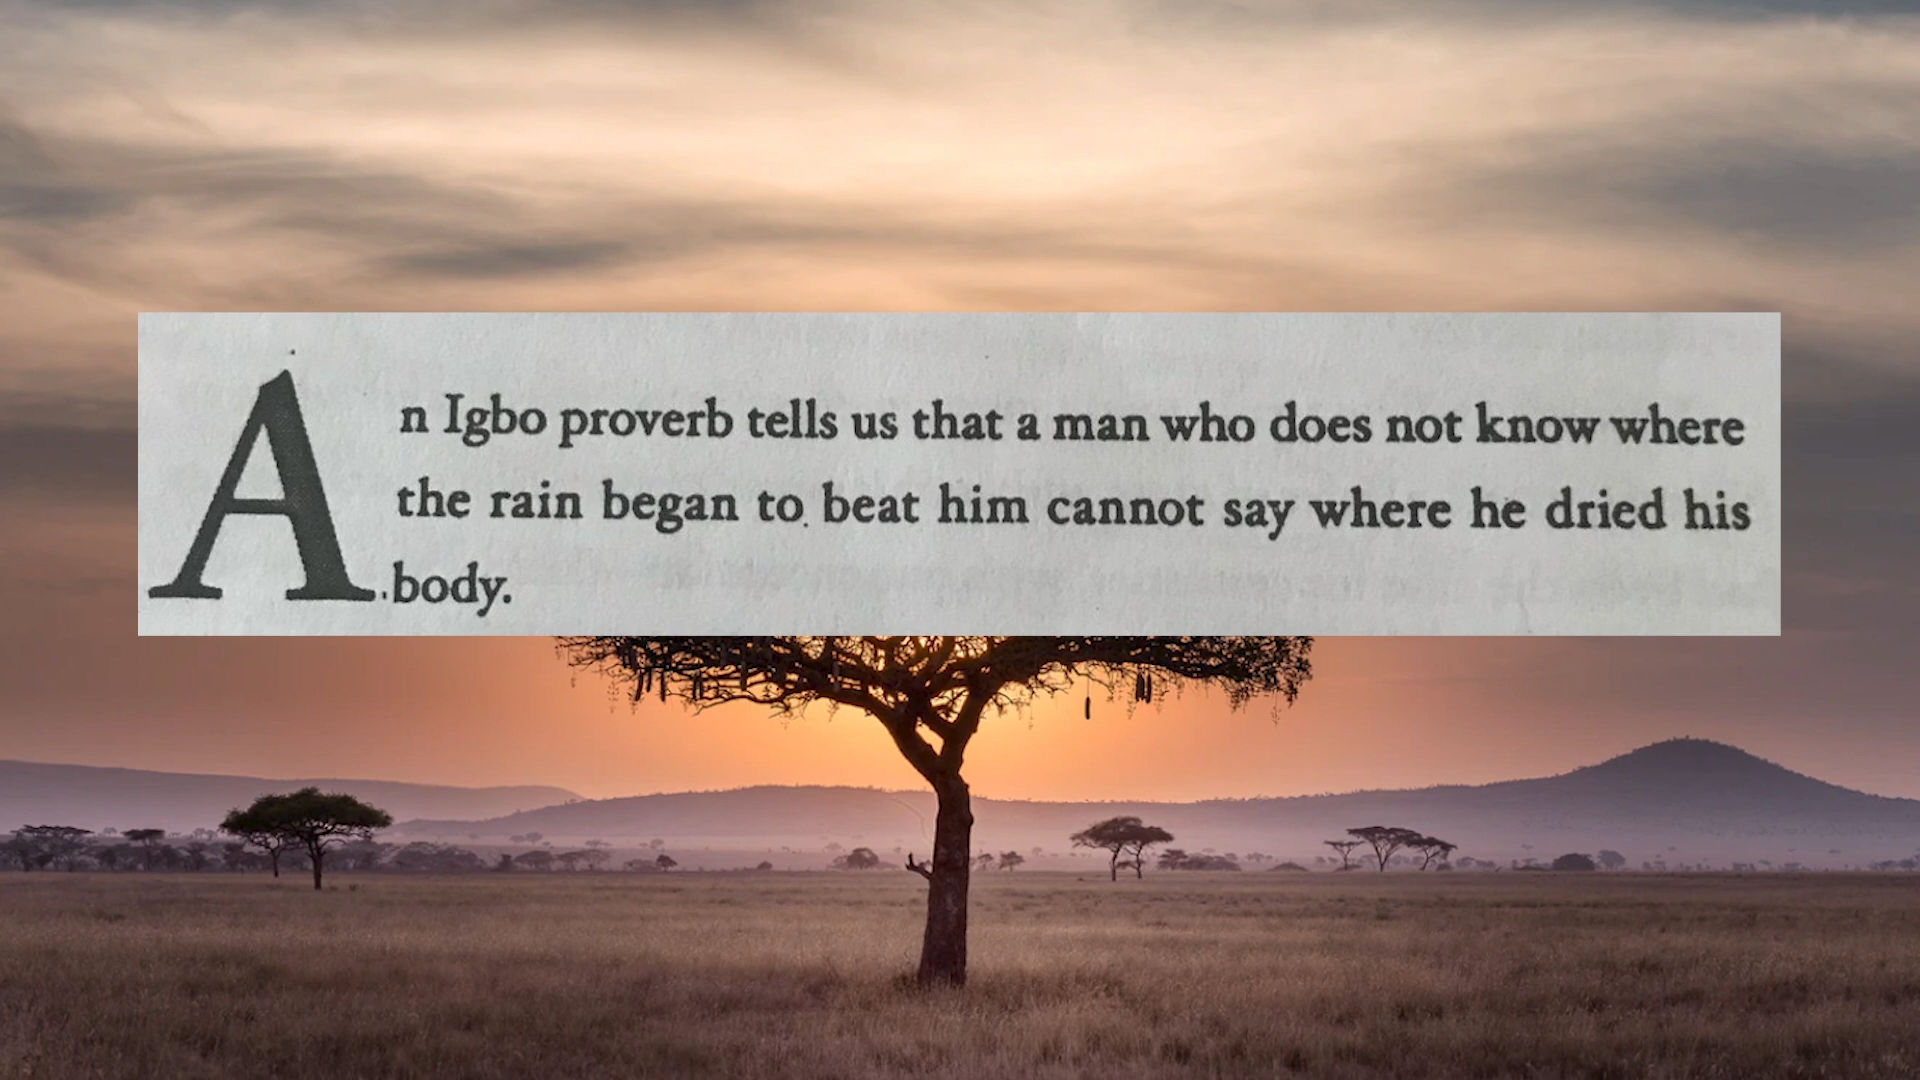 An Igbo proverb tells us that a man who does not know where
the rain began to beat him cannot say where he dried his
body.